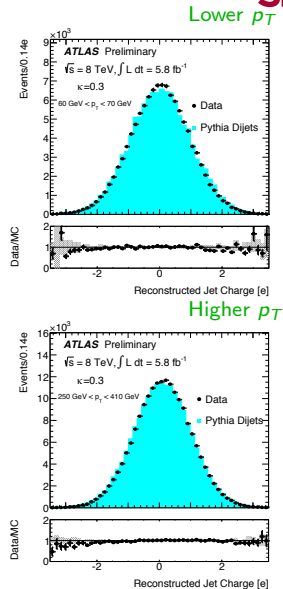 Lower p_T
×10³
ATLAS Preliminary
√s = 8 TeV, ∫ L dt = 5.8 fb⁻¹
κ=0.3
60 GeV < p_T < 70 GeV
Data
Pythia Dijets
Events/0.14e
9
8
7
6
5
4
3
2
1
0
Data/MC
2
1
0
-2 0 2
Reconstructed Jet Charge [e]
Higher p_T
×10³
ATLAS Preliminary
√s = 8 TeV, ∫ L dt = 5.8 fb⁻¹
κ=0.3
250 GeV < p_T < 410 GeV
Data
Pythia Dijets
Events/0.14e
16
14
12
10
8
6
4
2
0
Data/MC
2
1
0
-2 0 2
Reconstructed Jet Charge [e]